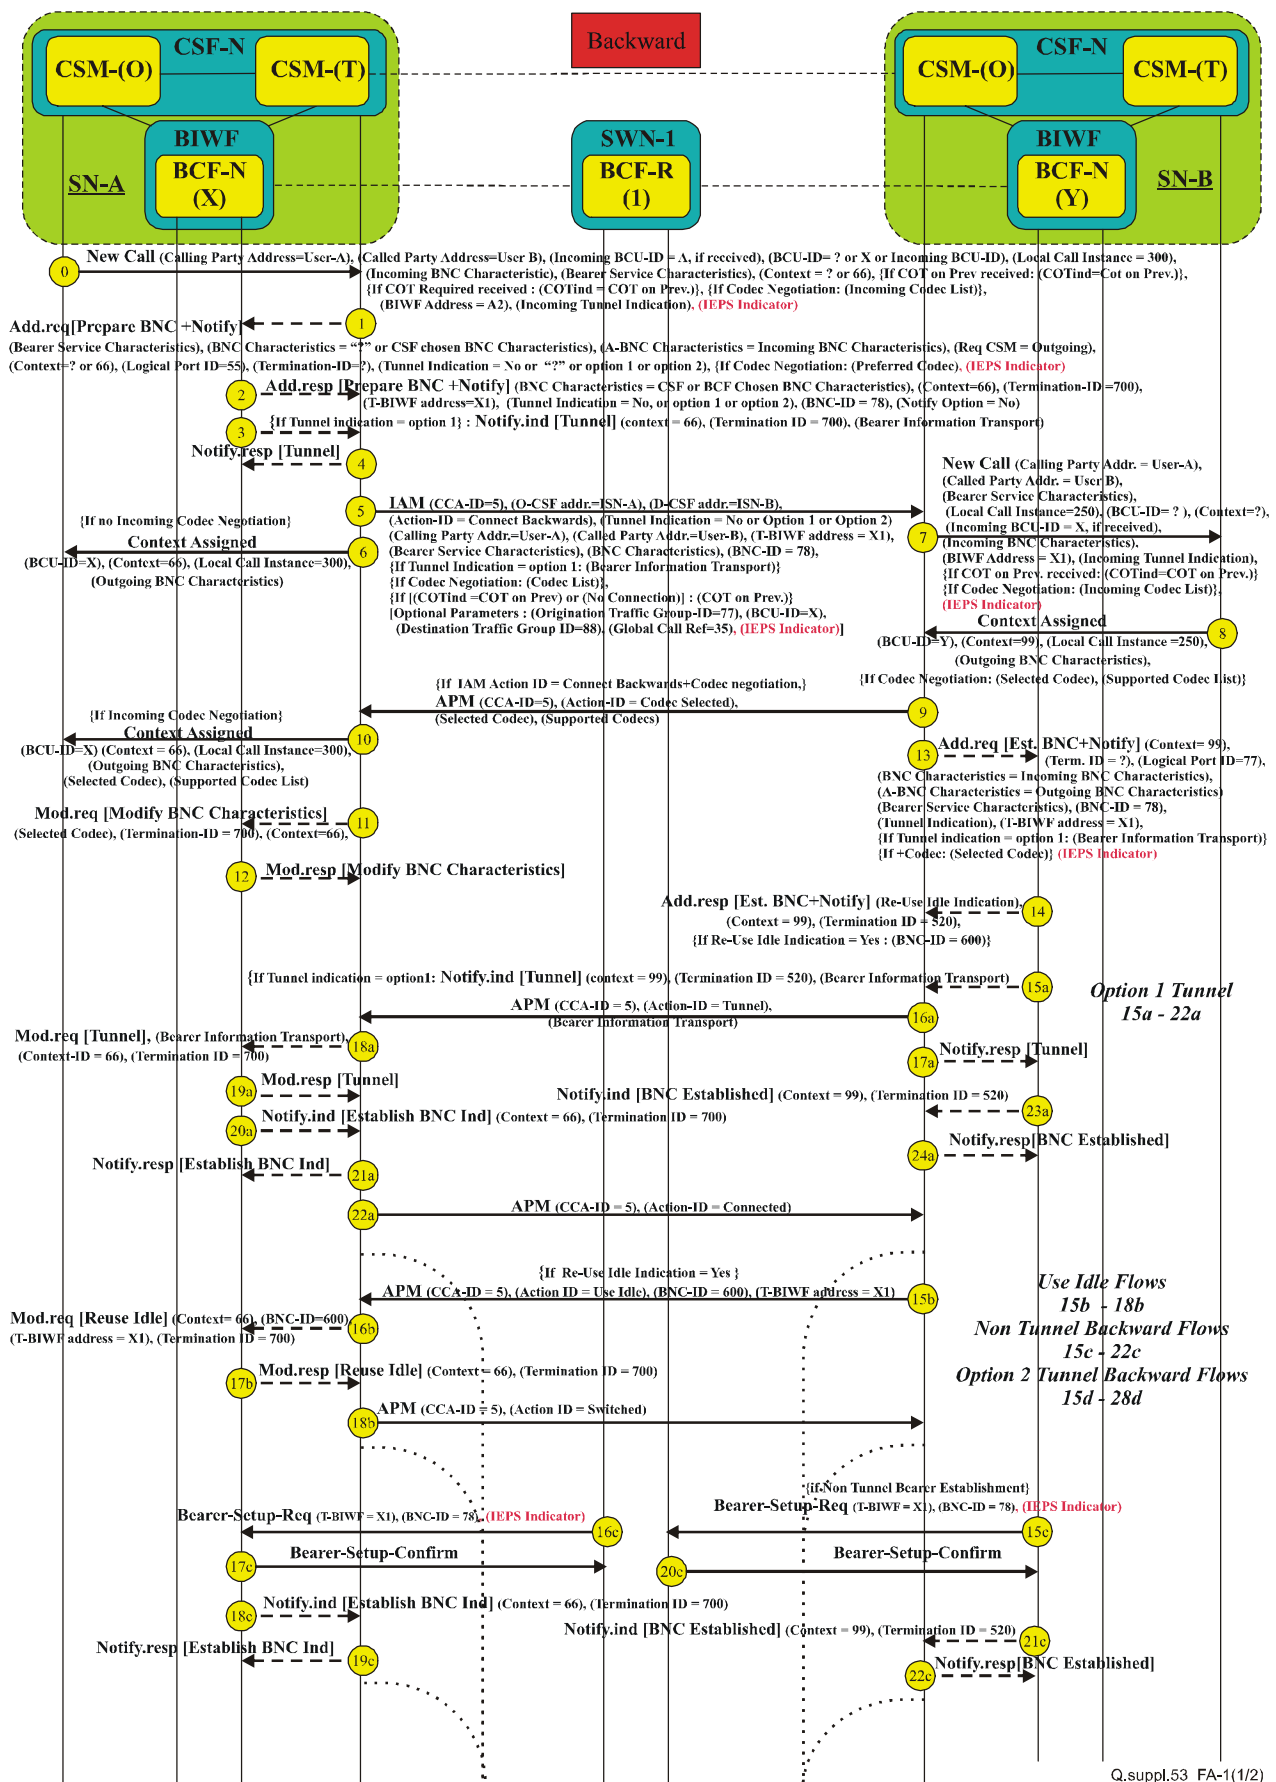 Backward
CSF-N
CSM-(O)
CSM-(T)
BIWF
BCF-N
(X)
SN-A
SWN-1
BCF-R
(1)
CSF-N
CSM-(O)
CSM-(T)
BIWF
BCF-N
(Y)
SN-B
0
New Call (Calling Party Address=User-A), (Called Party Address=User B), (Incoming BCU-ID = A, if received), (BCU-ID= ? or X or Incoming BCU-ID), (Local Call Instance = 300),
(Incoming BNC Characteristic), (Bearer Service Characteristics), (Context = ? or 66), {If COT on Prev received: (COTind=Cot on Prev.)},
{If COT Required received : (COTind = COT on Prev.)}, {If Codec Negotiation: (Incoming Codec List)},
(BIWF Address = A2), (Incoming Tunnel Indication), (IEPS Indicator)
1
Add.req[Prepare BNC +Notify]
(Bearer Service Characteristics), (BNC Characteristics = “?” or CSF chosen BNC Characteristics), (A-BNC Characteristics = Incoming BNC Characteristics), (Req CSM = Outgoing),
(Context=? or 66), (Logical Port ID=55), (Termination-ID=?), (Tunnel Indication = No or “?” or option 1 or option 2), {If Codec Negotiation: (Preferred Codec), (IEPS Indicator)
2
Add.resp [Prepare BNC +Notify] (BNC Characteristics = CSF or BCF Chosen BNC Characteristics), (Context=66), (Termination-ID=700),
(T-BIWF address=X1), (Tunnel Indication = No, or option 1 or option 2), (BNC-ID = 78), (Notify Option = No)
3
{If Tunnel indication = option 1} : Notify.ind [Tunnel] (context = 66), (Termination ID = 700), (Bearer Information Transport)
Notify.resp [Tunnel]
4
5
IAM (CCA-ID=5), (O-CSF addr.=ISN-A), (D-CSF addr.=ISN-B),
(Action-ID = Connect Backwards), (Tunnel Indication = No or Option 1 or Option 2)
(Calling Party Addr.=User-A), (Called Party Addr.=User-B), (T-BIWF address = X1),
(Bearer Service Characteristics), (BNC Characteristics), (BNC-ID = 78),
{If Tunnel Indication = option 1: (Bearer Information Transport)}
{If Codec Negotiation: (Codec List)},
{If [(COTind =COT on Prev) or (No Connection)] : (COT on Prev.)}
[Optional Parameters : (Origination Traffic Group-ID=77), (BCU-ID=X),
(Destination Traffic Group ID=88), (Global Call Ref=35), (IEPS Indicator)]
{If no Incoming Codec Negotiation}
Context Assigned
6
(BCU-ID=X), (Context=66), (Local Call Instance=300),
(Outgoing BNC Characteristics)
New Call (Calling Party Addr. = User-A),
(Called Party Addr. = User B),
(Bearer Service Characteristics),
(Local Call Instance=250), (BCU-ID= ? ), (Context=?),
(Incoming BCU-ID = X, if received),
7
(Incoming BNC Characteristics),
(BIWF Address = X1), (Incoming Tunnel Indication),
{If COT on Prev. received: (COTind=COT on Prev.)}
{If Codec Negotiation: (Incoming Codec List)},
(IEPS Indicator)
Context Assigned
8
(BCU-ID=Y), (Context=99), (Local Call Instance =250),
(Outgoing BNC Characteristics),
{If Codec Negotiation: (Selected Codec), (Supported Codec List)}
{If IAM Action ID = Connect Backwards+Codec negotiation,}
APM (CCA-ID=5), (Action-ID = Codec Selected),
9
(Selected Codec), (Supported Codecs)
{If Incoming Codec Negotiation}
Context Assigned
10
(BCU-ID=X) (Context = 66), (Local Call Instance=300),
(Outgoing BNC Characteristics),
(Selected Codec), (Supported Codec List)
13
Add.req [Est. BNC+Notify] (Context= 99),
(Term. ID = ?), (Logical Port ID=77),
(BNC Characteristics = Incoming BNC Characteristics),
(A-BNC Characteristics = Outgoing BNC Characteristics)
(Bearer Service Characteristics), (BNC-ID = 78),
(Tunnel Indication), (T-BIWF address = X1),
{If Tunnel indication = option 1: (Bearer Information Transport)}
{If +Codec: (Selected Codec)} (IEPS Indicator)
Mod.req [Modify BNC Characteristics]
11
(Selected Codec), (Termination-ID = 700), (Context=66),
12
Mod.resp [Modify BNC Characteristics]
Add.resp [Est. BNC+Notify] (Re-Use Idle Indication),
14
(Context = 99), (Termination ID = 520),
{If Re-Use Idle Indication = Yes : (BNC-ID = 600)}
{If Tunnel indication = option1: Notify.ind [Tunnel] (context = 99), (Termination ID = 520), (Bearer Information Transport)
15a
Option 1 Tunnel
15a - 22a
APM (CCA-ID = 5), (Action-ID = Tunnel),
16a
(Bearer Information Transport)
Mod.req [Tunnel], (Bearer Information Transport),
18a
(Context-ID = 66), (Termination ID = 700)
17a
Notify.resp [Tunnel]
19a
Mod.resp [Tunnel]
Notify.ind [BNC Established] (Context = 99), (Termination ID = 520)
23a
20a
Notify.ind [Establish BNC Ind] (Context = 66), (Termination ID = 700)
24a
Notify.resp[BNC Established]
Notify.resp [Establish BNC Ind]
21a
22a
APM (CCA-ID = 5), (Action-ID = Connected)
{If Re-Use Idle Indication = Yes }
APM (CCA-ID = 5), (Action ID = Use Idle), (BNC-ID = 600), (T-BIWF address = X1)
15b
Use Idle Flows
15b - 18b
Non Tunnel Backward Flows
15c - 22c
Option 2 Tunnel Backward Flows
15d - 28d
Mod.req [Reuse Idle] (Context= 66), (BNC-ID=600),
16b
(T-BIWF address = X1), (Termination ID = 700)
17b
Mod.resp [Reuse Idle] (Context = 66), (Termination ID = 700)
18b
APM (CCA-ID = 5), (Action ID = Switched)
{if Non Tunnel Bearer Establishment}
Bearer-Setup-Req (T-BIWF = X1), (BNC-ID = 78), (IEPS Indicator)
15c
Bearer-Setup-Req (T-BIWF = X1), (BNC-ID = 78), (IEPS Indicator)
16c
17c
Bearer-Setup-Confirm
20c
Bearer-Setup-Confirm
18c
Notify.ind [Establish BNC Ind] (Context = 66), (Termination ID = 700)
Notify.ind [BNC Established] (Context = 99), (Termination ID = 520)
21c
Notify.resp [Establish BNC Ind]
19c
22c
Notify.resp[BNC Established]
Q.suppl.53 FA-1(1/2)